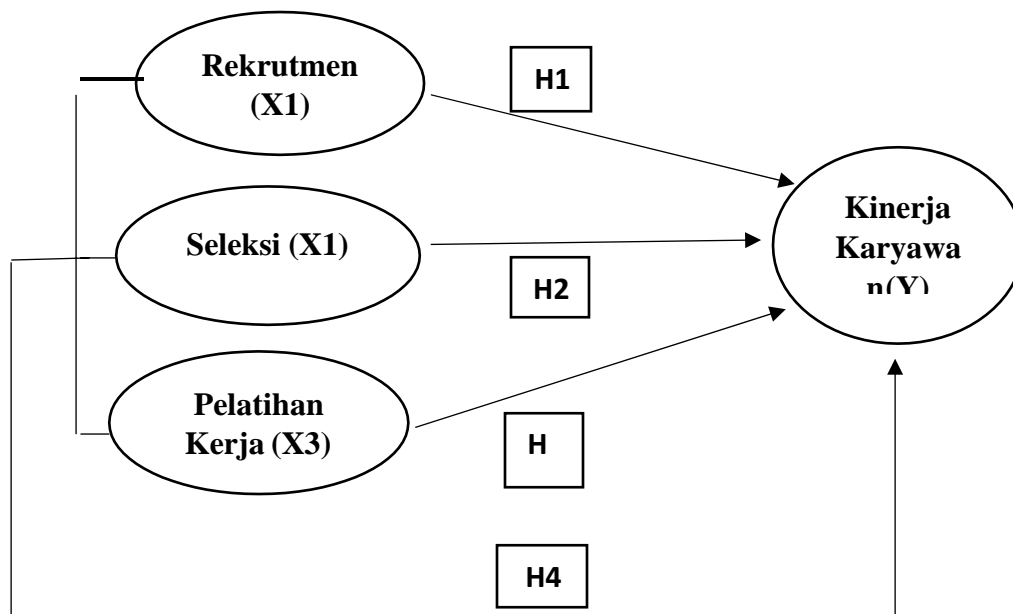 Rekrutmen
(X1)
H1
Seleksi (X1)
H2
Kinerja
Karyawa
n(Y)
Pelatihan
Kerja (X3)
H
H4